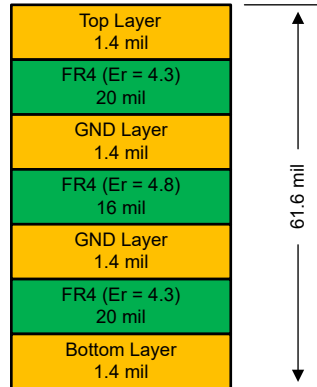 Top Layer
1.4 mil
FR4 (Er = 4.3)
20 mil
GND Layer
1.4 mil
FR4 (Er = 4.8)
16 mil
GND Layer
1.4 mil
FR4 (Er = 4.3)
20 mil
Bottom Layer
1.4 mil
61.6 mil